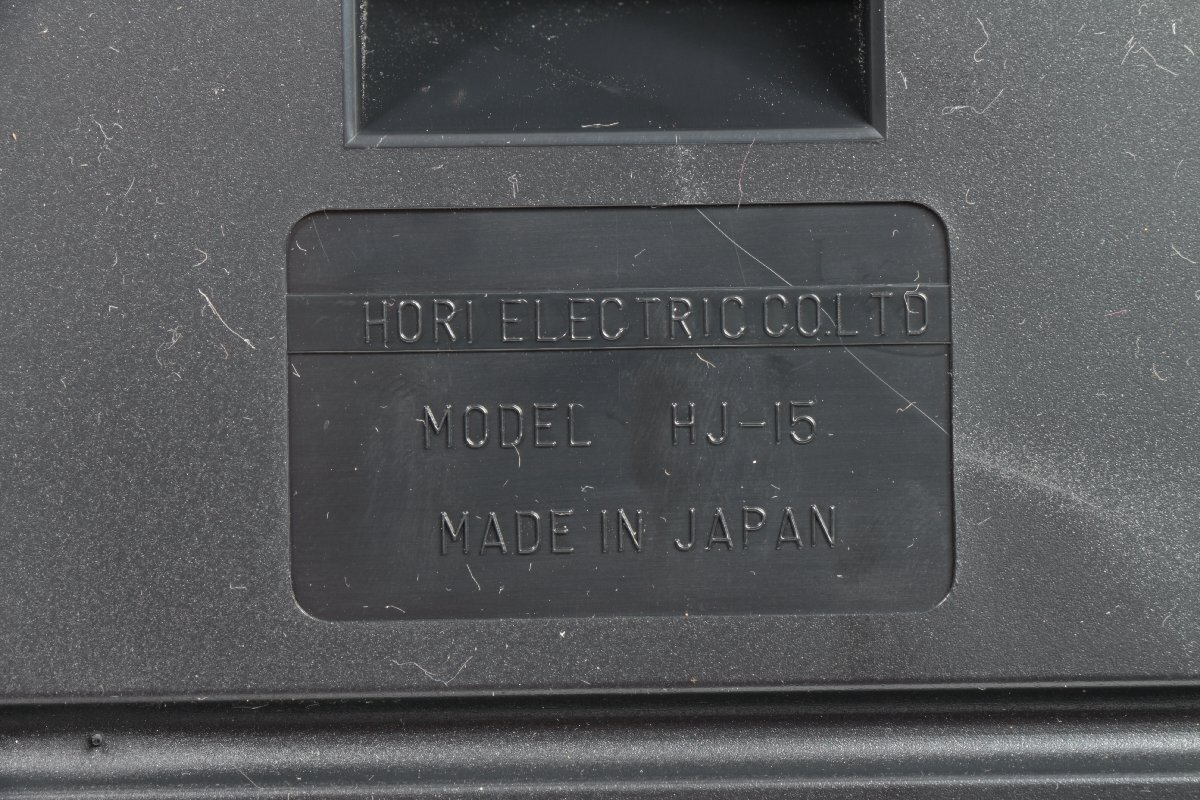 HORI ELECTRIC CO.LTD
MODEL HJ-15
MADE IN JAPAN